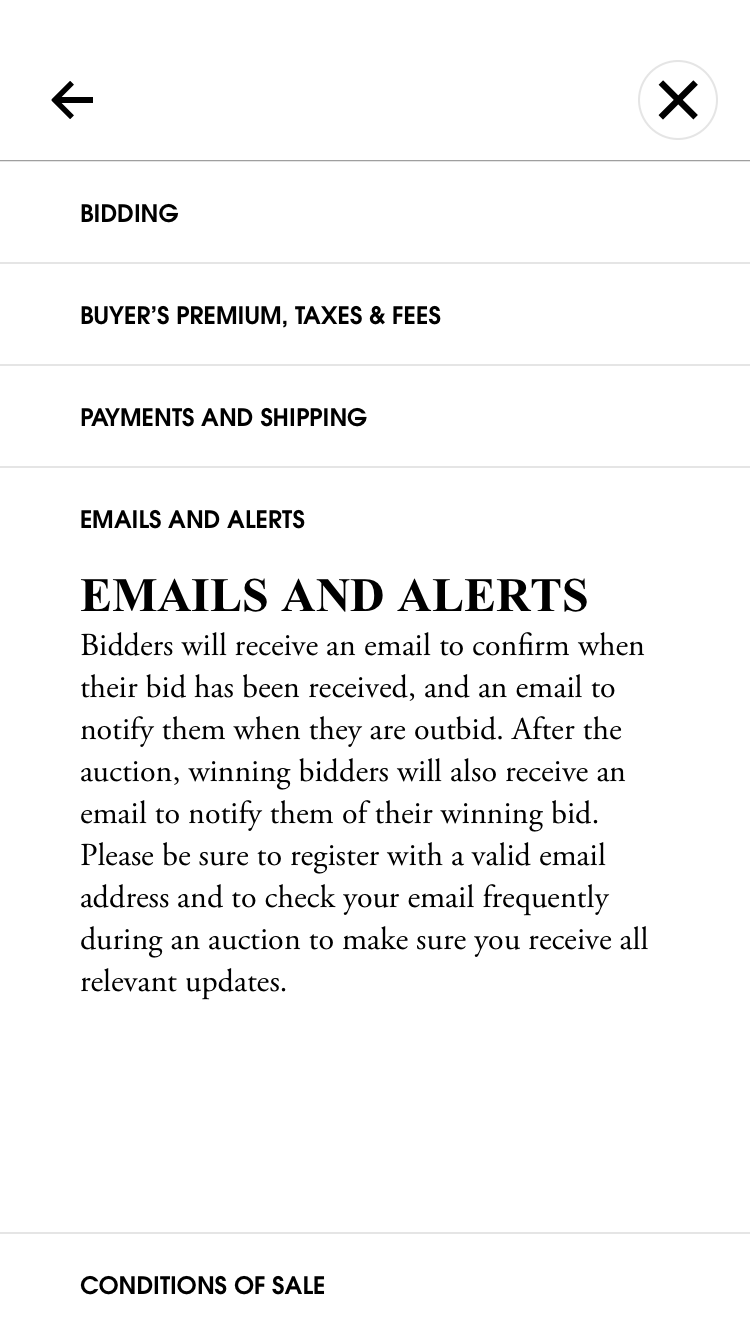 BIDDING
BUYER’S PREMIUM, TAXES & FEES
PAYMENTS AND SHIPPING
EMAILS AND ALERTS
EMAILS AND ALERTS
Bidders will receive an email to confirm when
their bid has been received, and an email to
notify them when they are outbid. After the
auction, winning bidders will also receive an
email to notify them of their winning bid.
Please be sure to register with a valid email
address and to check your email frequently
during an auction to make sure you receive all
relevant updates.
CONDITIONS OF SALE